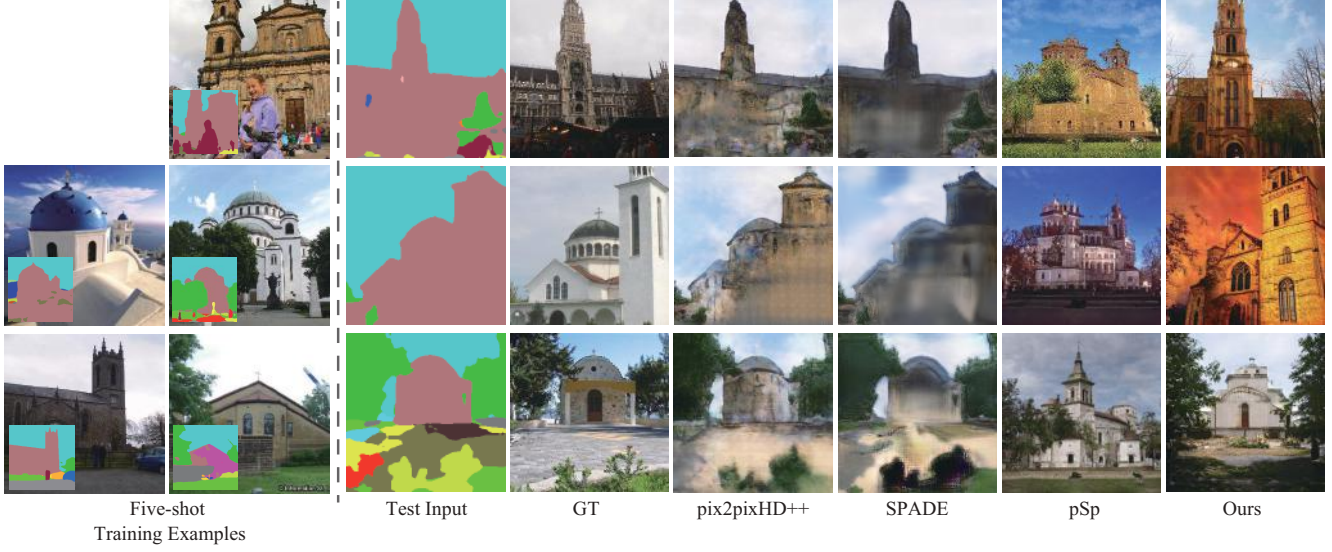 Five-shot
Training Examples
Test Input
GT
pix2pixHD++
SPADE
pSp
Ours